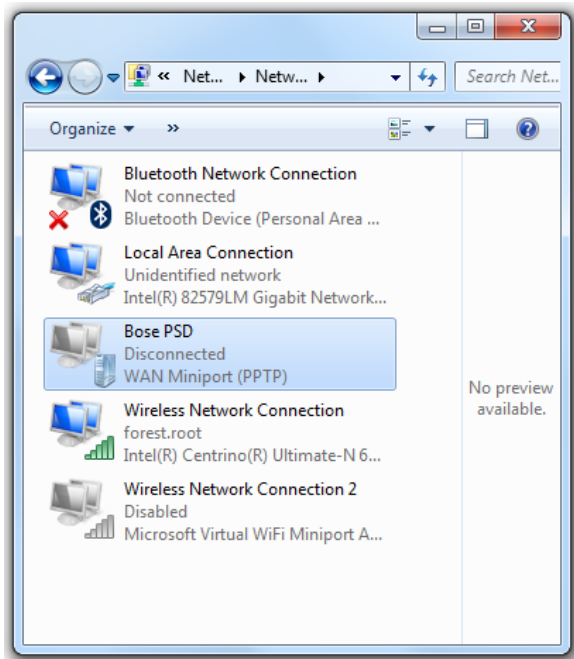 « Net... Netw...
Search Net...
Organize »
Bluetooth Network Connection
Not connected
Bluetooth Device (Personal Area ...
Local Area Connection
Unidentified network
Intel(R) 82579LM Gigabit Network...
Bose PSD
Disconnected
WAN Miniport (PPTP)
No preview
available.
Wireless Network Connection
forest.root
Intel(R) Centrino(R) Ultimate-N 6...
Wireless Network Connection 2
Disabled
Microsoft Virtual WiFi Miniport A...